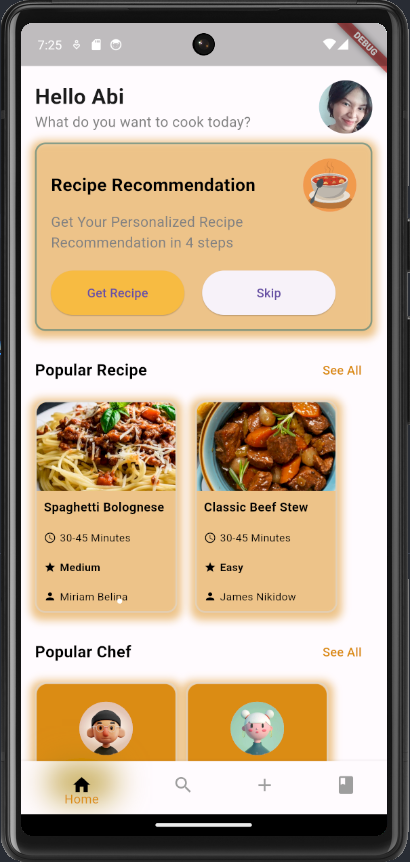 7:25
DEBUG
Hello Abi
What do you want to cook today?
Recipe Recommendation
Get Your Personalized Recipe
Recommendation in 4 steps
Get Recipe
Skip
Popular Recipe
See All
Spaghetti Bolognese
Classic Beef Stew
30-45 Minutes
30-45 Minutes
Medium
Easy
Miriam Belina
James Nikidow
Popular Chef
See All
Home